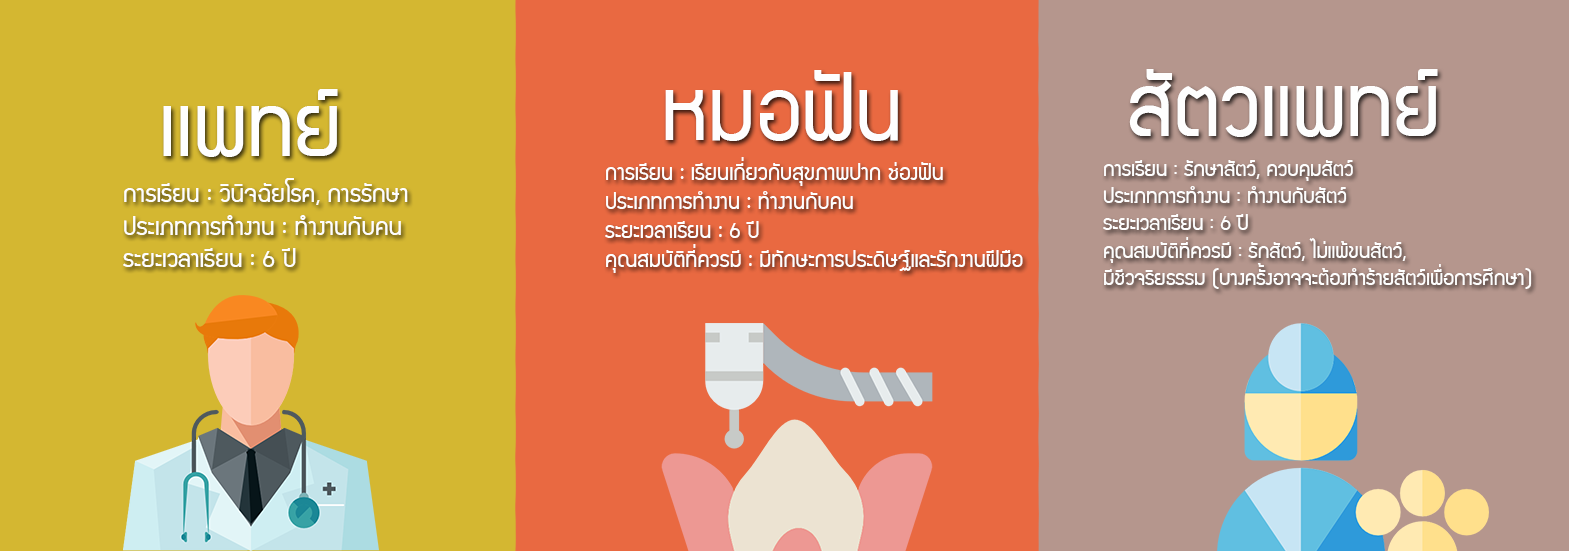 แพทย์
การเรียน : วินิจฉัยโรค, การรักษา
ประเภทการทำงาน : ทำงานกับคน
ระยะเวลาเรียน : 6 ปี
หมอฟัน
การเรียน : เรียนเกี่ยวกับสุขภาพปาก ช่องฟัน
ประเภทการทำงาน : ทำงานกับคน
ระยะเวลาเรียน : 6 ปี
คุณสมบัติที่ควรมี : มีทักษะการประดิษฐ์และรักงานฝีมือ
สัตวแพทย์
การเรียน : รักษาสัตว์, ควบคุมสัตว์
ประเภทการทำงาน : ทำงานกับสัตว์
ระยะเวลาเรียน : 6 ปี
คุณสมบัติที่ควรมี : รักสัตว์, ไม่แพ้ขนสัตว์,
มีชีวจริยธรรม (บางครั้งอาจจะต้องทำร้ายสัตว์เพื่อการศึกษา)